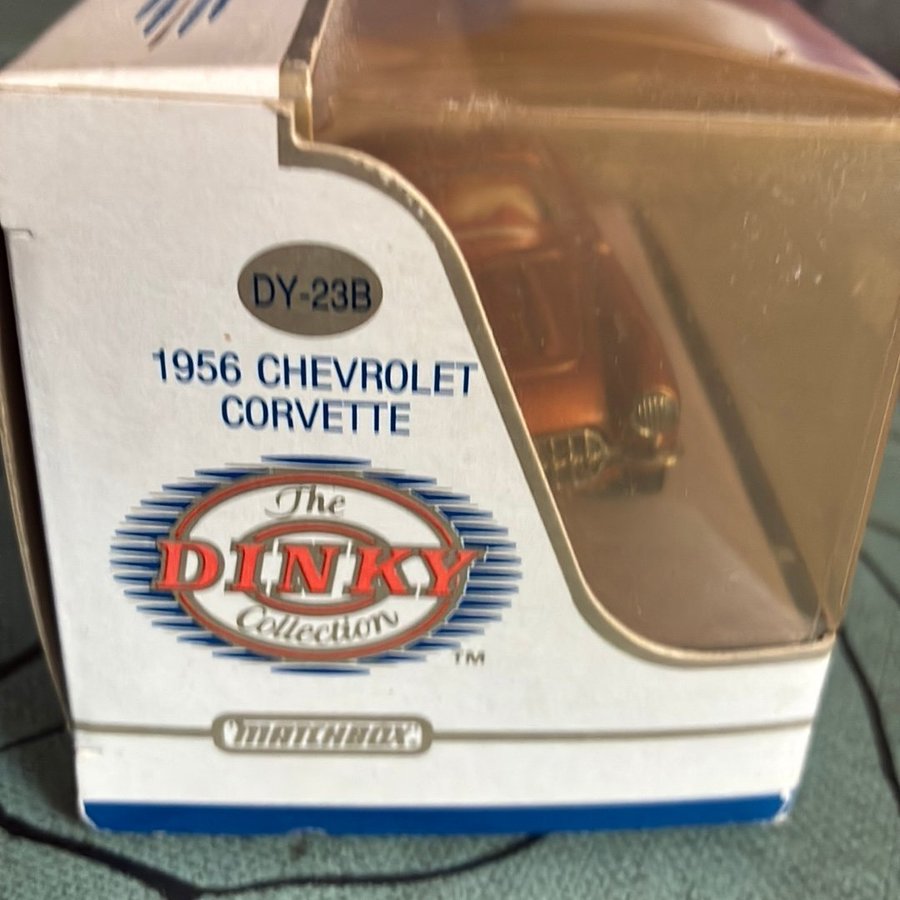 DY-23B
1956 CHEVROLET
CORVETTE
The
DINKY
Collection
TM
"MATCHBOX"